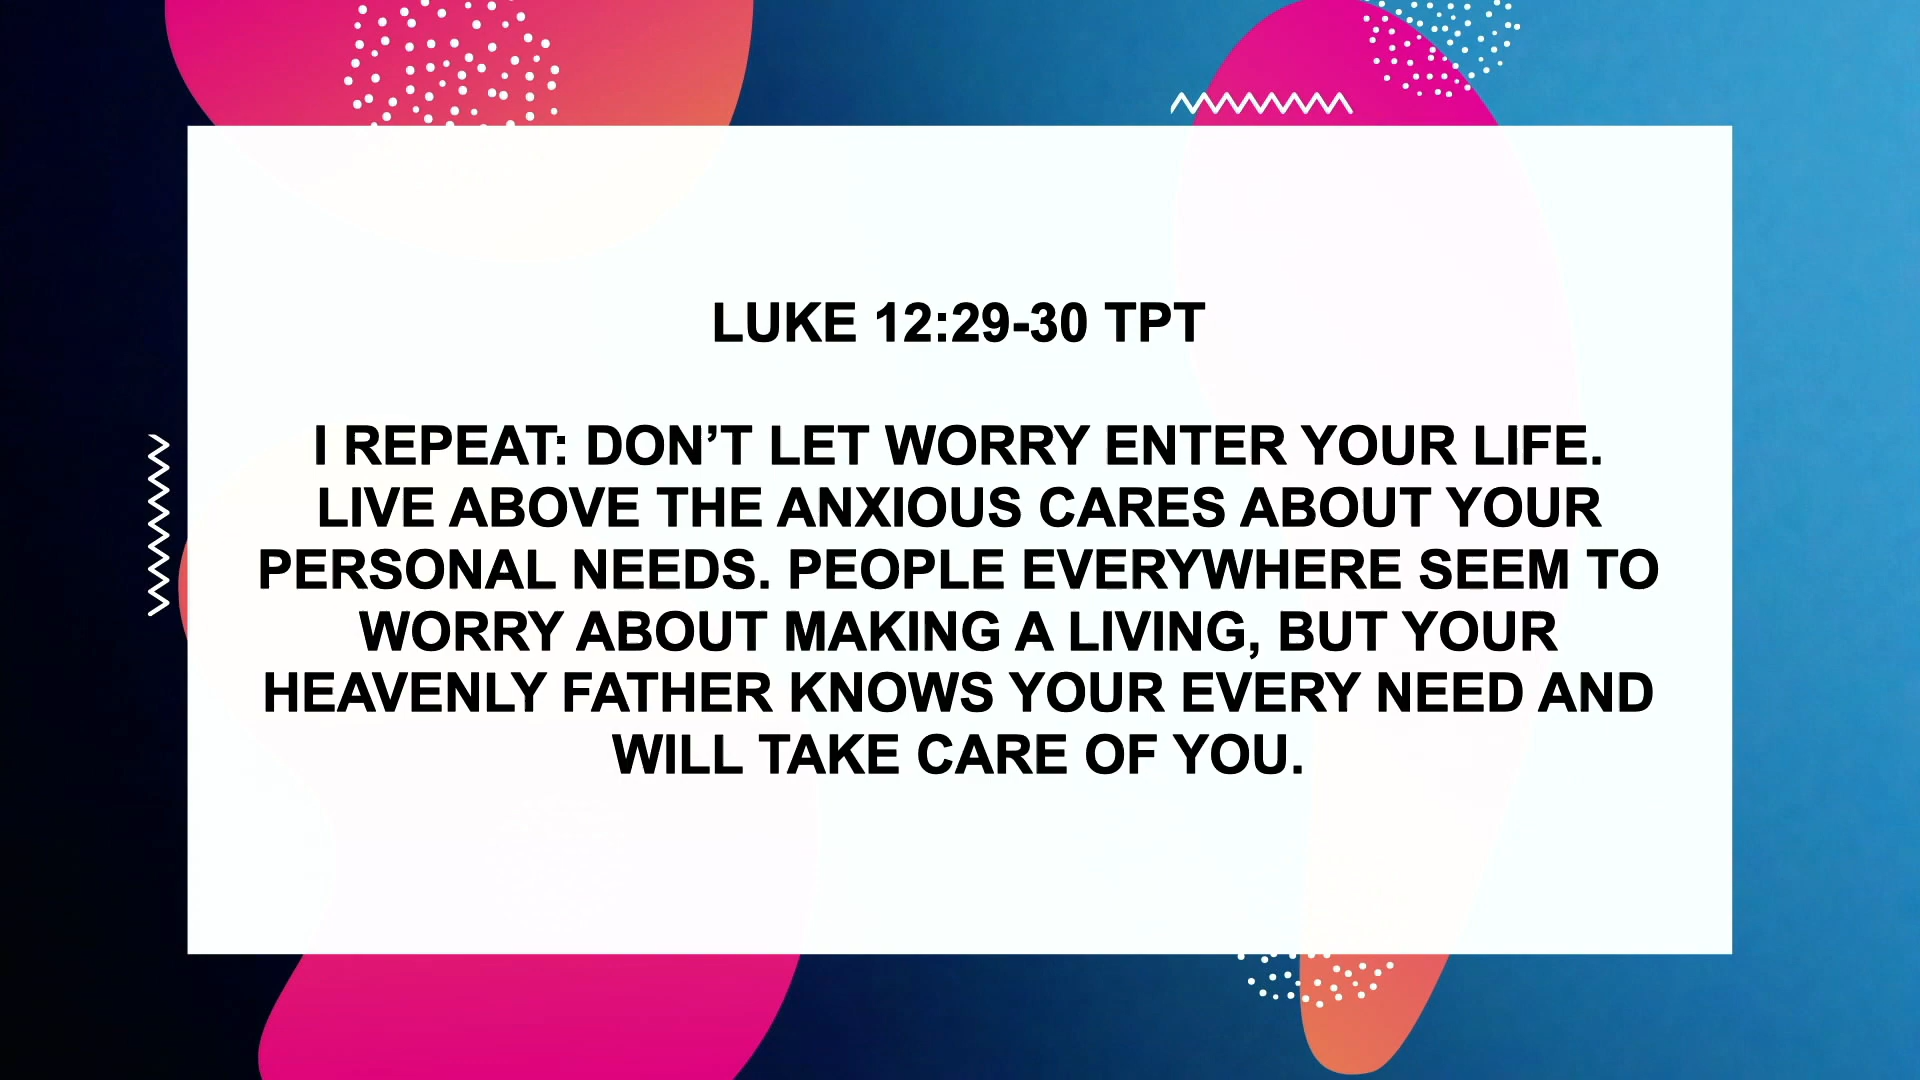 LUKE 12:29-30 TPT
I REPEAT: DON’T LET WORRY ENTER YOUR LIFE.
LIVE ABOVE THE ANXIOUS CARES ABOUT YOUR
PERSONAL NEEDS. PEOPLE EVERYWHERE SEEM TO
WORRY ABOUT MAKING A LIVING, BUT YOUR
HEAVENLY FATHER KNOWS YOUR EVERY NEED AND
WILL TAKE CARE OF YOU.